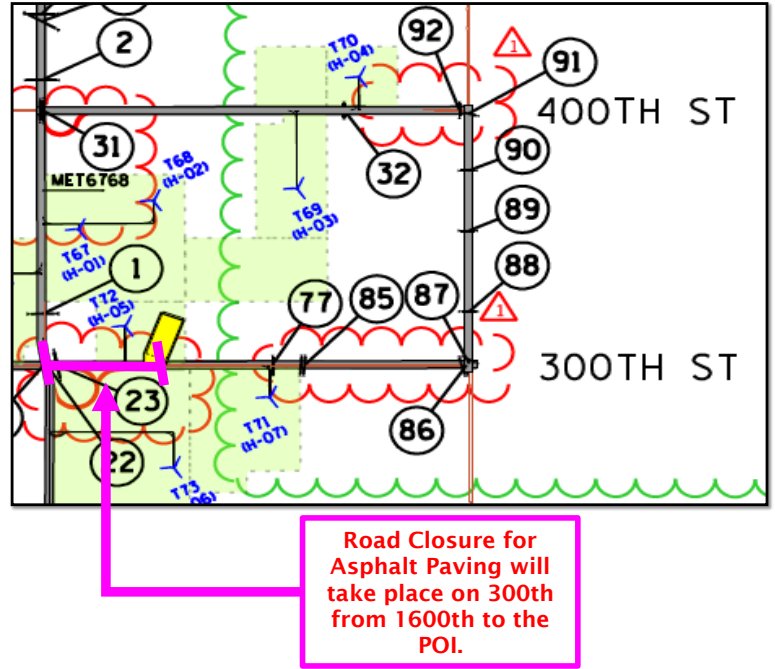 92
1
T70
(H-04)
2
91
400TH ST
31
32
90
T68
(H-02)
MET6768
T69
(H-03)
89
T67
(H-01)
1
88
T72
(H-05)
77
85
87
1
300TH ST
23
86
T71
(H-07)
22
T73
06)
Road Closure for
Asphalt Paving will
take place on 300th
from 1600th to the
POI.